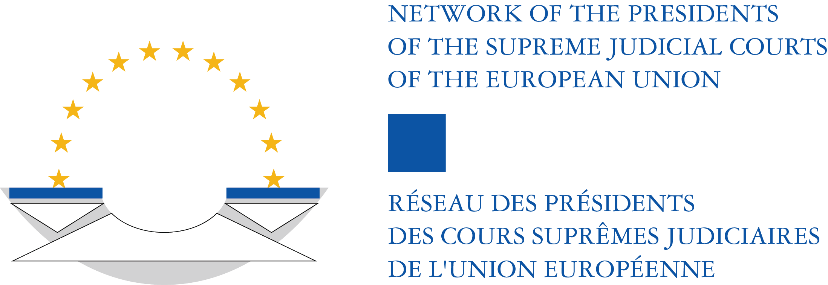 NETWORK OF THE PRESIDENTS
OF THE SUPREME JUDICIAL COURTS
OF THE EUROPEAN UNION
RÉSEAU DES PRÉSIDENTS
DES COURS SUPRÊMES JUDICIAIRES
DE L'UNION EUROPÉENNE